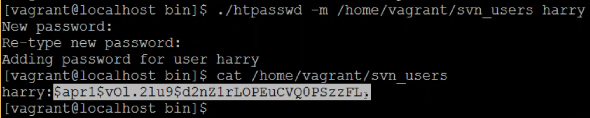 [vagrant@localhost bin]$ ./htpasswd -m /home/vagrant/svn_users harry
New password:
Re-type new password:
Adding password for user harry
[vagrant@localhost bin]$ cat /home/vagrant/svn_users
harry:$apr1$vOl.2lu9$d2nZ1rLOPEuCVQ0PSzzFL.
[vagrant@localhost bin]$